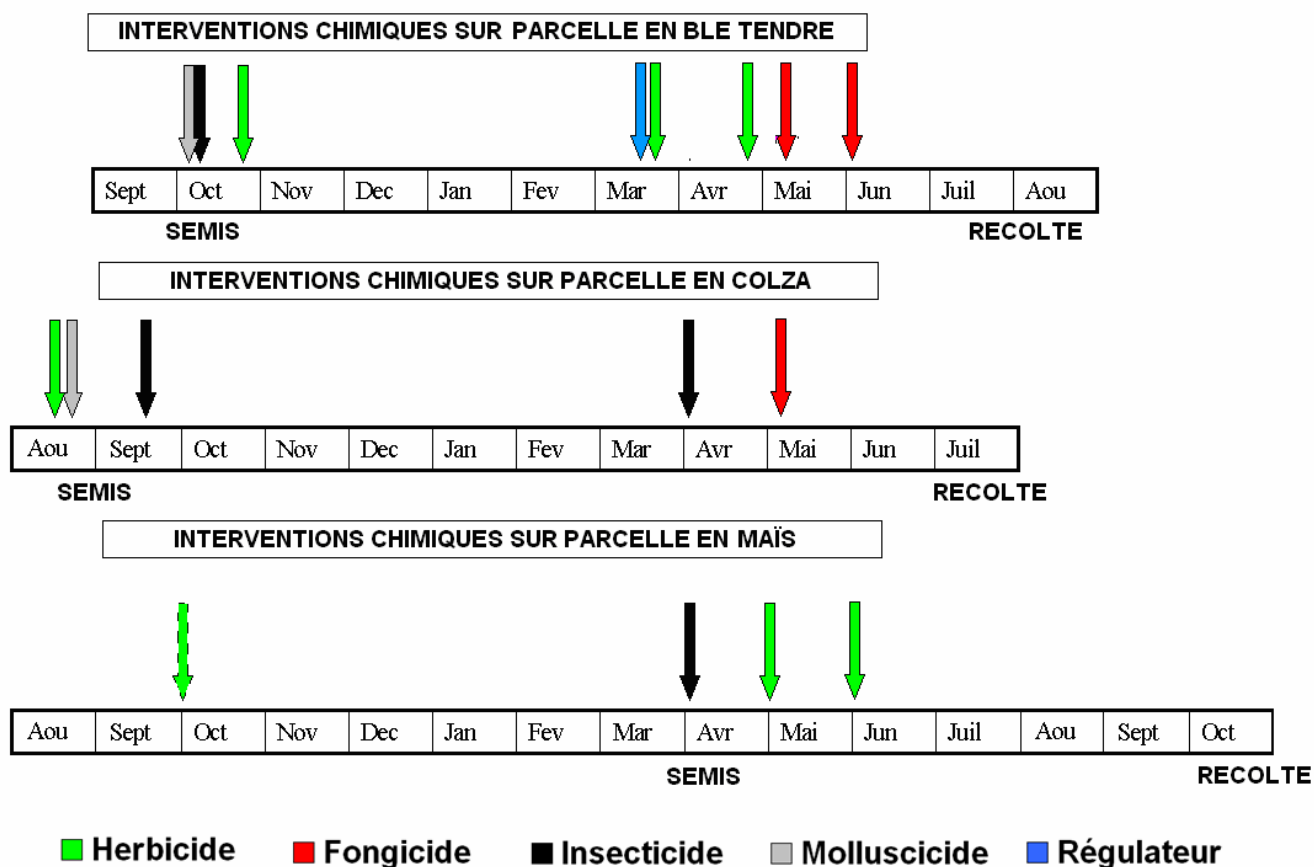 INTERVENTIONS CHIMIQUES SUR PARCELLE EN BLE TENDRE
Sept Oct Nov Dec Jan Fev Mar Avr Mai Jun Juil Aou
SEMIS RECOLTE
INTERVENTIONS CHIMIQUES SUR PARCELLE EN COLZA
Aou Sept Oct Nov Dec Jan Fev Mar Avr Mai Jun Juil
SEMIS RECOLTE
INTERVENTIONS CHIMIQUES SUR PARCELLE EN MAÏS
Aou Sept Oct Nov Dec Jan Fev Mar Avr Mai Jun Juil Aou Sept Oct
SEMIS RECOLTE
Herbicide Fongicide Insecticide Molluscicide Régulateur